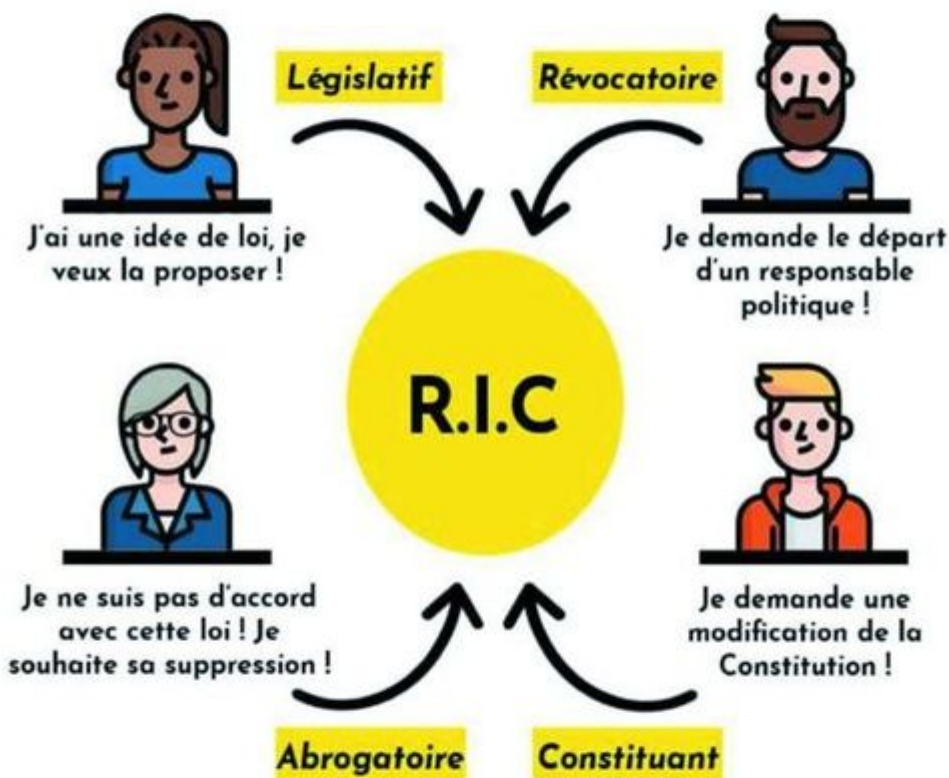 Législatif
Révocatoire
J'ai une idée de loi, je
veux la proposer !
Je demande le départ
d'un responsable
politique !
R.I.C
Je ne suis pas d'accord
avec cette loi ! Je
souhaite sa suppression !
Je demande une
modification de la
Constitution !
Abrogatoire
Constituant